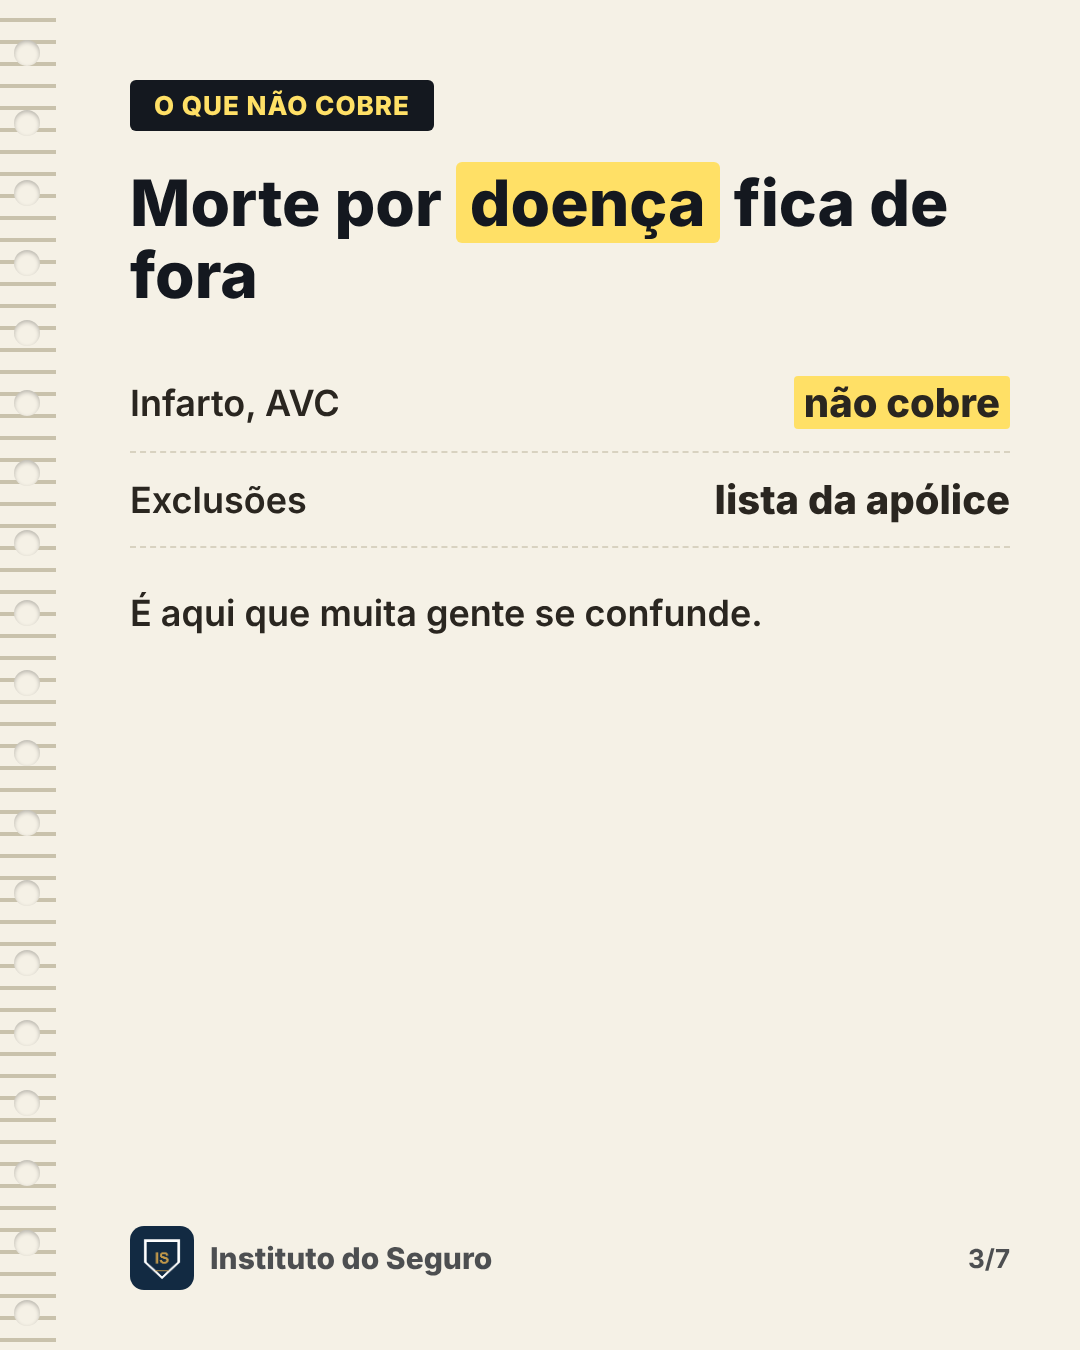 O QUE NÃO COBRE
Morte por doença fica de
fora
Infarto, AVC não cobre
Exclusões lista da apólice
É aqui que muita gente se confunde.
IS Instituto do Seguro 3/7